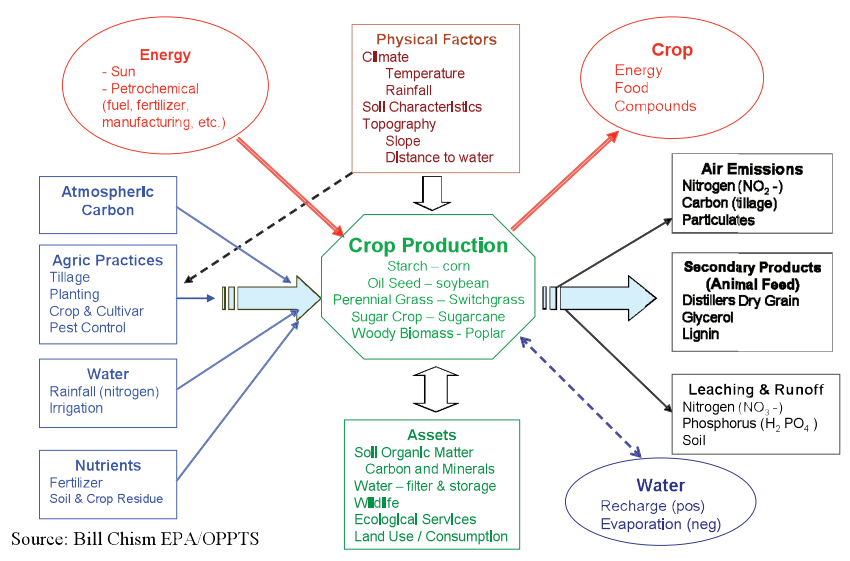 Energy
- Sun
- Petrochemical
(fuel, fertilizer,
manufacturing, etc.)
Physical Factors
Climate
Temperature
Rainfall
Soil Characteristics
Topography
Slope
Distance to water
Crop
Energy
Food
Compounds
Atmospheric
Carbon
Agric Practices
Tillage
Planting
Crop & Cultivar
Pest Control
Water
Rainfall (nitrogen)
Irrigation
Nutrients
Fertilizer
Soil & Crop Residue
Crop Production
Starch – corn
Oil Seed – soybean
Perennial Grass – Switchgrass
Sugar Crop – Sugarcane
Woody Biomass - Poplar
Assets
Soil Organic Matter
Carbon and Minerals
Water – filter & storage
Wildlife
Ecological Services
Land Use / Consumption
Air Emissions
Nitrogen (NO₂ -)
Carbon (tillage)
Particulates
Secondary Products
(Animal Feed)
Distillers Dry Grain
Glycerol
Lignin
Leaching & Runoff
Nitrogen (NO₃ -)
Phosphorus (H₂ PO₄ )
Soil
Water
Recharge (pos)
Evaporation (neg)
Source: Bill Chism EPA/OPPTS